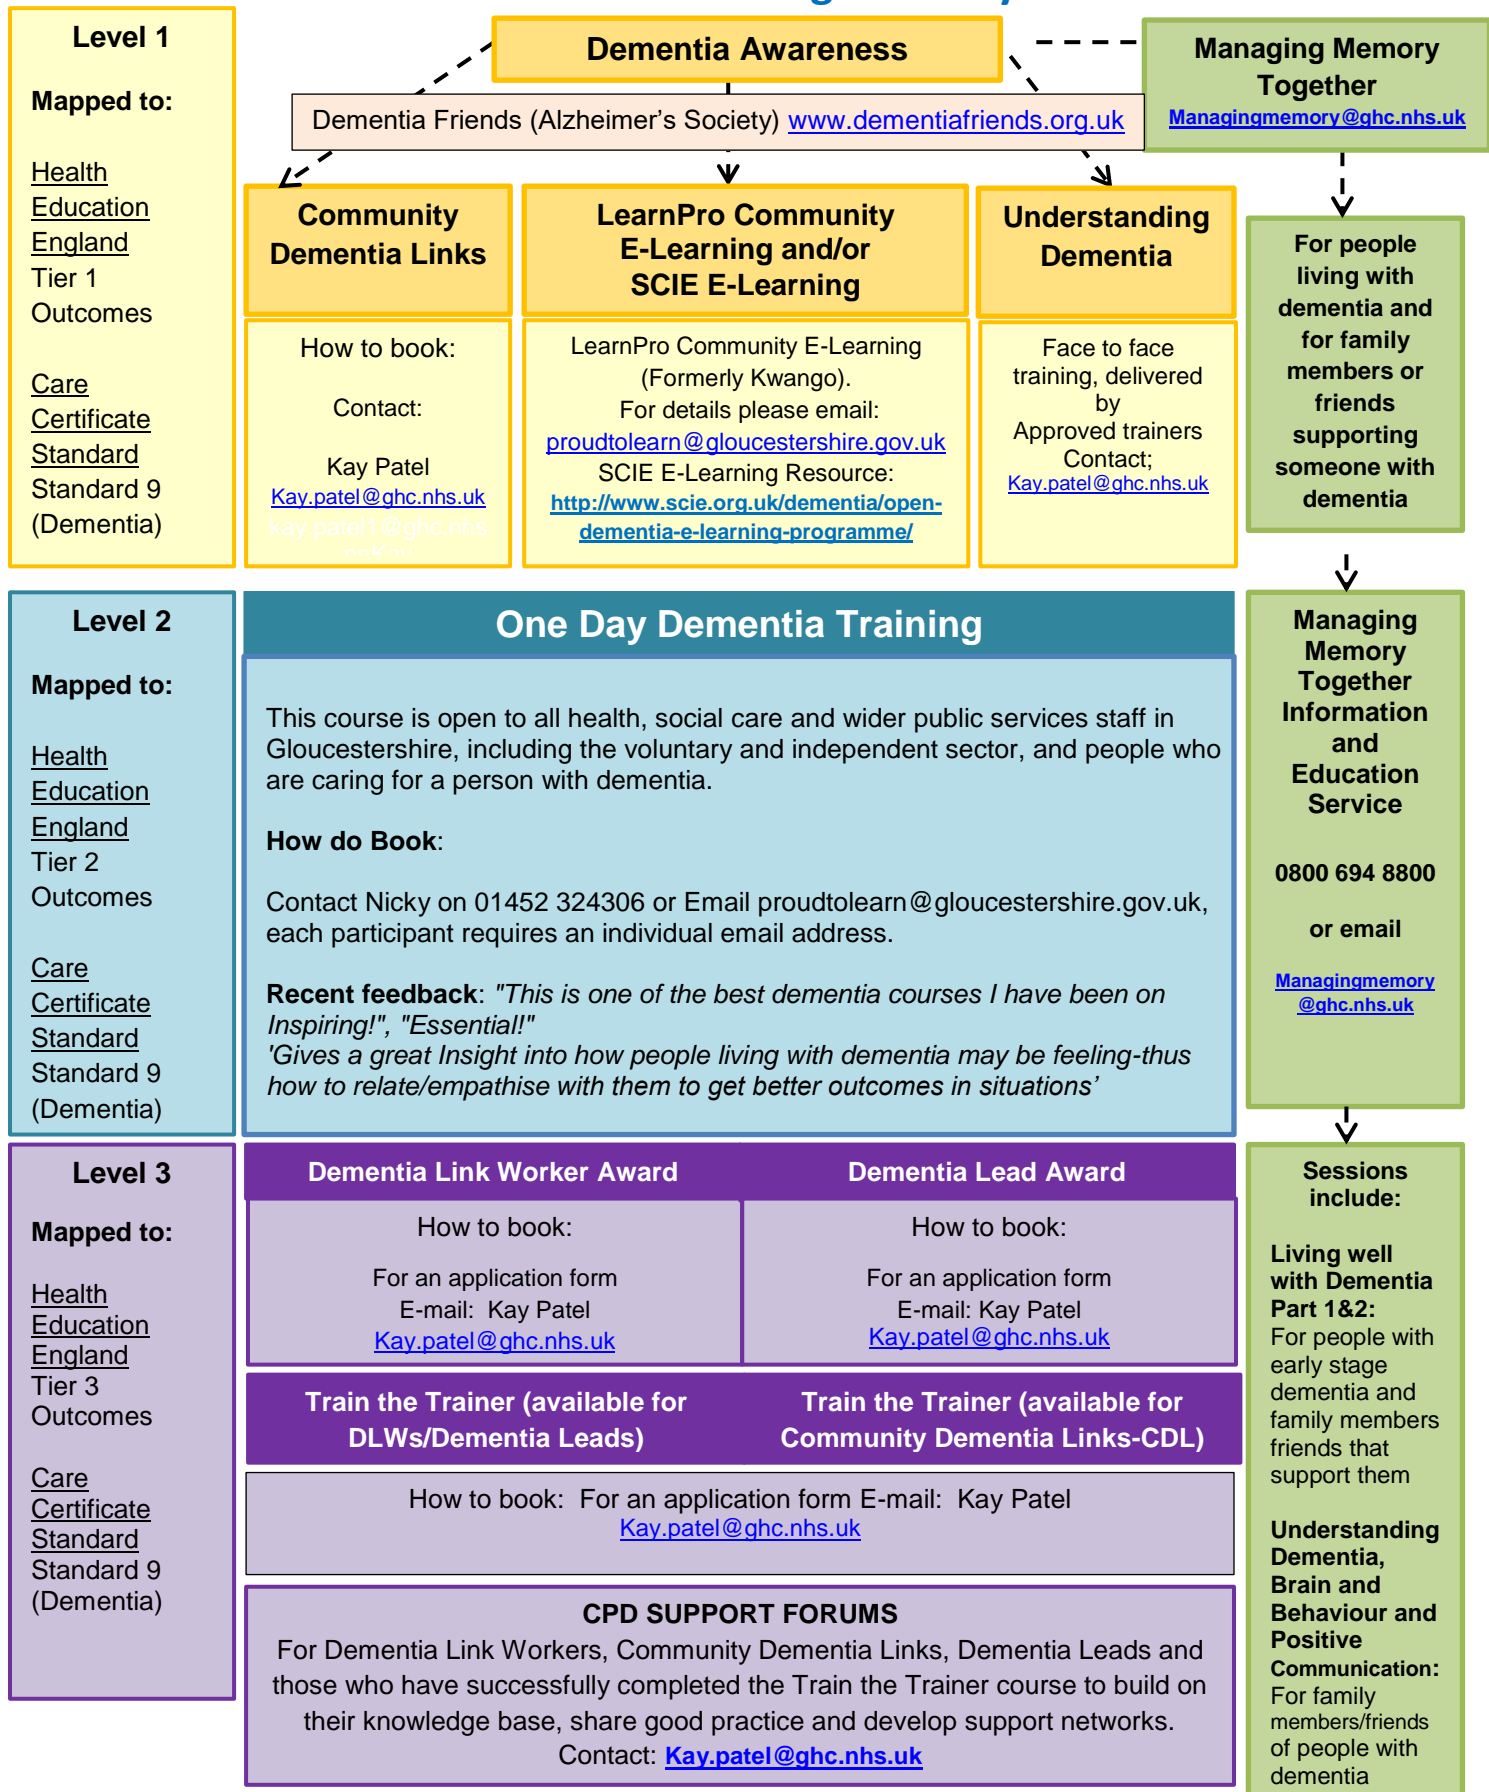 Level 1
Mapped to:
Health
Education
England
Tier 1
Outcomes
Care
Certificate
Standard
Standard 9
(Dementia)
Dementia Awareness
Managing Memory
Together
Managingmemory@ghc.nhs.uk
Dementia Friends (Alzheimer’s Society) www.dementiafriends.org.uk
Community
Dementia Links
How to book:
Contact:
Kay Patel
Kay.patel@ghc.nhs.uk
kay.patel1@ghc.nhs
LearnPro Community
E-Learning and/or
SCIE E-Learning
LearnPro Community E-Learning
(Formerly Kwango).
For details please email:
proudtolearn@gloucestershire.gov.uk
SCIE E-Learning Resource:
http://www.scie.org.uk/dementia/open-
dementia-e-learning-programme/
Understanding
Dementia
Face to face
training, delivered
by
Approved trainers
Contact;
Kay.patel@ghc.nhs.uk
For people
living with
dementia and
for family
members or
friends
supporting
someone with
dementia
Level 2
Mapped to:
Health
Education
England
Tier 2
Outcomes
Care
Certificate
Standard
Standard 9
(Dementia)
One Day Dementia Training
This course is open to all health, social care and wider public services staff in
Gloucestershire, including the voluntary and independent sector, and people who
are caring for a person with dementia.
How do Book:
Contact Nicky on 01452 324306 or Email proudtolearn@gloucestershire.gov.uk,
each participant requires an individual email address.
Recent feedback: "This is one of the best dementia courses I have been on
Inspiring!", "Essential!"
'Gives a great Insight into how people living with dementia may be feeling-thus
how to relate/empathise with them to get better outcomes in situations’
Managing
Memory
Together
Information
and
Education
Service
0800 694 8800
or email
Managingmemory
@ghc.nhs.uk
Level 3
Mapped to:
Health
Education
England
Tier 3
Outcomes
Care
Certificate
Standard
Standard 9
(Dementia)
Dementia Link Worker Award
How to book:
For an application form
E-mail: Kay Patel
Kay.patel@ghc.nhs.uk
Dementia Lead Award
How to book:
For an application form
E-mail: Kay Patel
Kay.patel@ghc.nhs.uk
Train the Trainer (available for
DLWs/Dementia Leads)
Train the Trainer (available for
Community Dementia Links-CDL)
How to book: For an application form E-mail: Kay Patel
Kay.patel@ghc.nhs.uk
CPD SUPPORT FORUMS
For Dementia Link Workers, Community Dementia Links, Dementia Leads and
those who have successfully completed the Train the Trainer course to build on
their knowledge base, share good practice and develop support networks.
Contact: Kay.patel@ghc.nhs.uk
Sessions
include:
Living well
with Dementia
Part 1&2:
For people with
early stage
dementia and
family members
friends that
support them
Understanding
Dementia,
Brain and
Behaviour and
Positive
Communication:
For family
members/friends
of people with
dementia